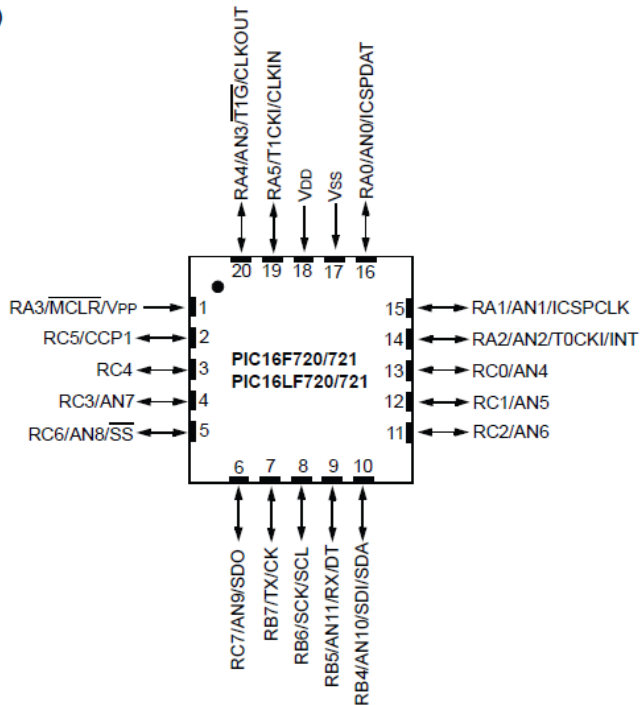 )
RA4/AN3/T1G/CLKOUT
RA5/T1CKI/CLKIN
VDD
VSS
RA0/AN0/ICSPDAT
20 19 18 17 16
RA3/MCLR/VPP 1
RC5/CCP1 2
RC4 3
RC3/AN7 4
RC6/AN8/SS 5
PIC16F720/721
PIC16LF720/721
15 RA1/AN1/ICSPCLK
14 RA2/AN2/T0CKI/INT
13 RC0/AN4
12 RC1/AN5
11 RC2/AN6
6 7 8 9 10
RC7/AN9/SDO
RB7/TX/CK
RB6/SCK/SCL
RB5/AN11/RX/DT
RB4/AN10/SDI/SDA